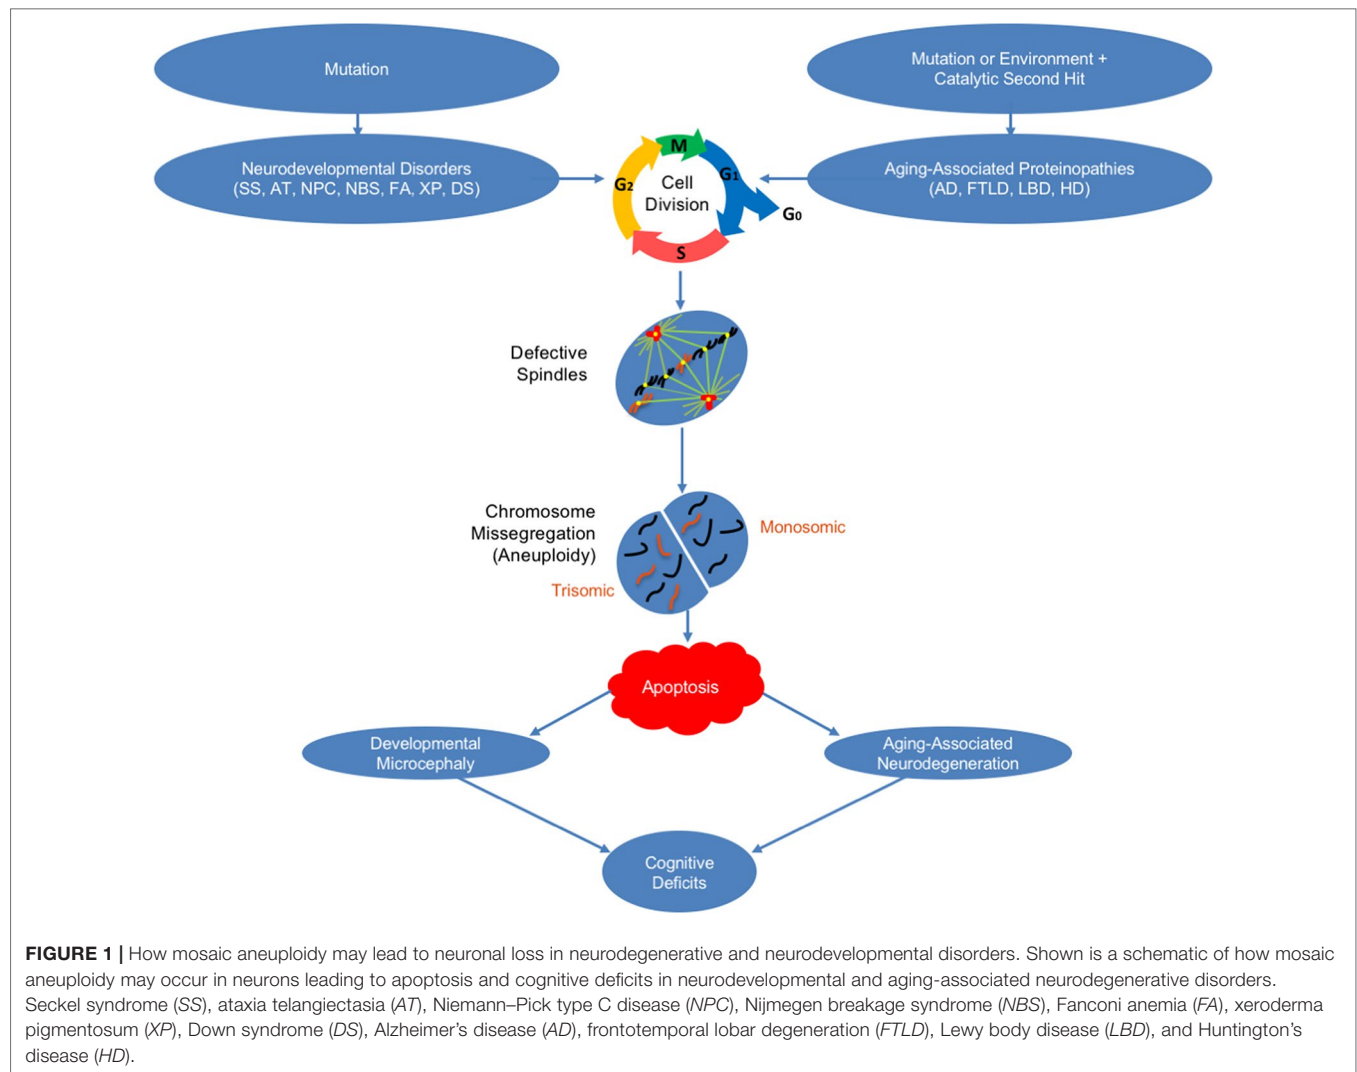 Mutation
Mutation or Environment +
Catalytic Second Hit
Neurodevelopmental Disorders
(SS, AT, NPC, NBS, FA, XP, DS)
M
G1
G2
Cell
Division
G0
S
Aging-Associated Proteinopathies
(AD, FTLD, LBD, HD)
Defective
Spindles
Chromosome
Missegregation
(Aneuploidy)
Monosomic
Trisomic
Apoptosis
Developmental
Microcephaly
Aging-Associated
Neurodegeneration
Cognitive
Deficits
FIGURE 1 | How mosaic aneuploidy may lead to neuronal loss in neurodegenerative and neurodevelopmental disorders. Shown is a schematic of how mosaic
aneuploidy may occur in neurons leading to apoptosis and cognitive deficits in neurodevelopmental and aging-associated neurodegenerative disorders.
Seckel syndrome (SS), ataxia telangiectasia (AT), Niemann–Pick type C disease (NPC), Nijmegen breakage syndrome (NBS), Fanconi anemia (FA), xeroderma
pigmentosum (XP), Down syndrome (DS), Alzheimer’s disease (AD), frontotemporal lobar degeneration (FTLD), Lewy body disease (LBD), and Huntington’s
disease (HD).